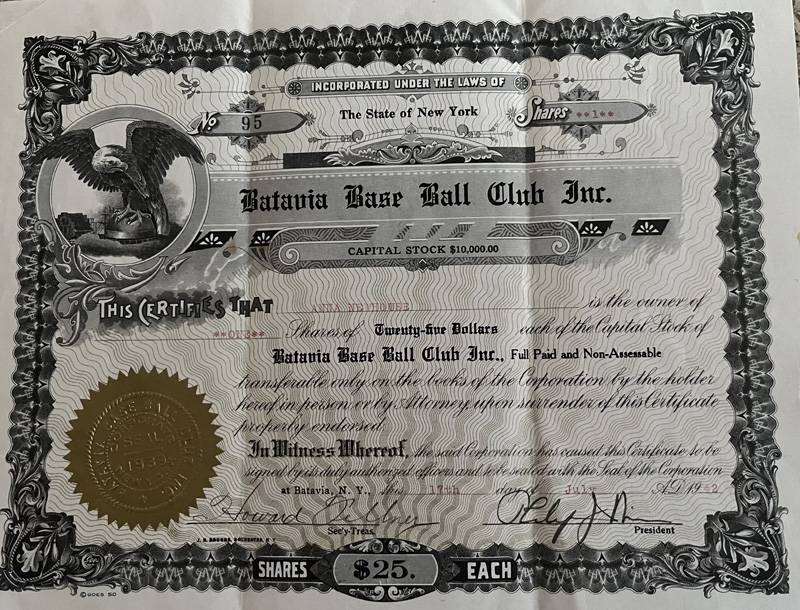 INCORPORATED UNDER THE LAWS OF
The State of New York
No 95
Shares **1**
Batavia Base Ball Club Inc.
CAPITAL STOCK $10,000.00
THIS CERTIFIES THAT ANNA is the owner of
**ONE** Shares of Twenty-five Dollars each of the Capital Stock of
Batavia Base Ball Club Inc., Full Paid and Non-Assessable
transferable only on the books of the Corporation by the holder
hereof in person or by Attorney upon surrender of this Certificate
properly endorsed.
In Witness Whereof, the said Corporation has caused this Certificate to be
signed by its duly authorized officers and to be sealed with the Seal of the Corporation
at Batavia, N. Y., this 17th day of July A.D. 19
Howard
Sec'y-Treas.
President
SHARES $25. EACH